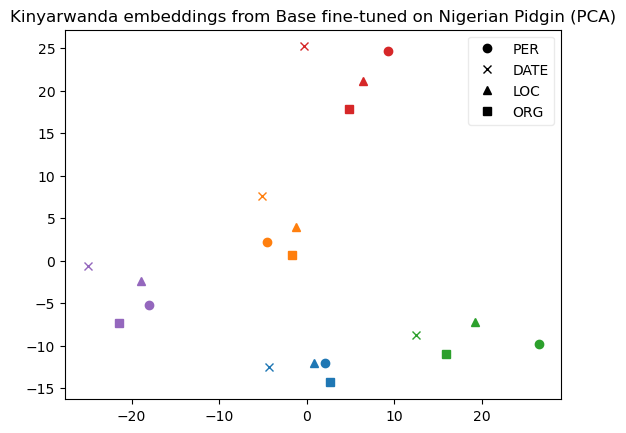 Kinyarwanda embeddings from Base fine-tuned on Nigerian Pidgin (PCA)
PER
DATE
LOC
ORG
25
20
15
10
5
0
−5
−10
−15
−20 −10 0 10 20